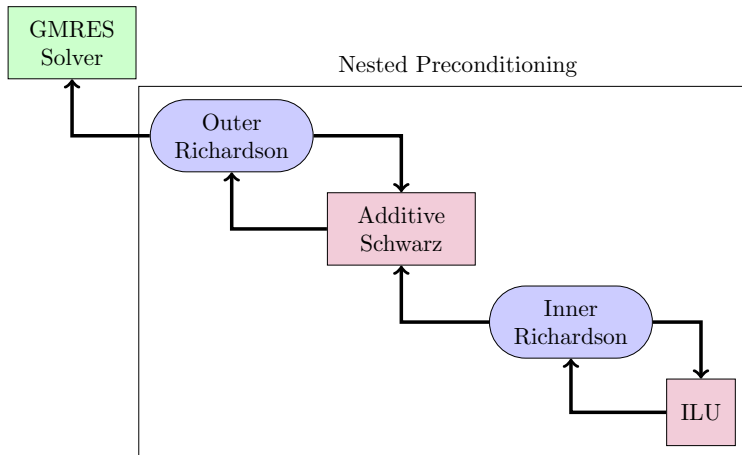 GMRES
Solver
Nested Preconditioning
Outer
Richardson
Additive
Schwarz
Inner
Richardson
ILU